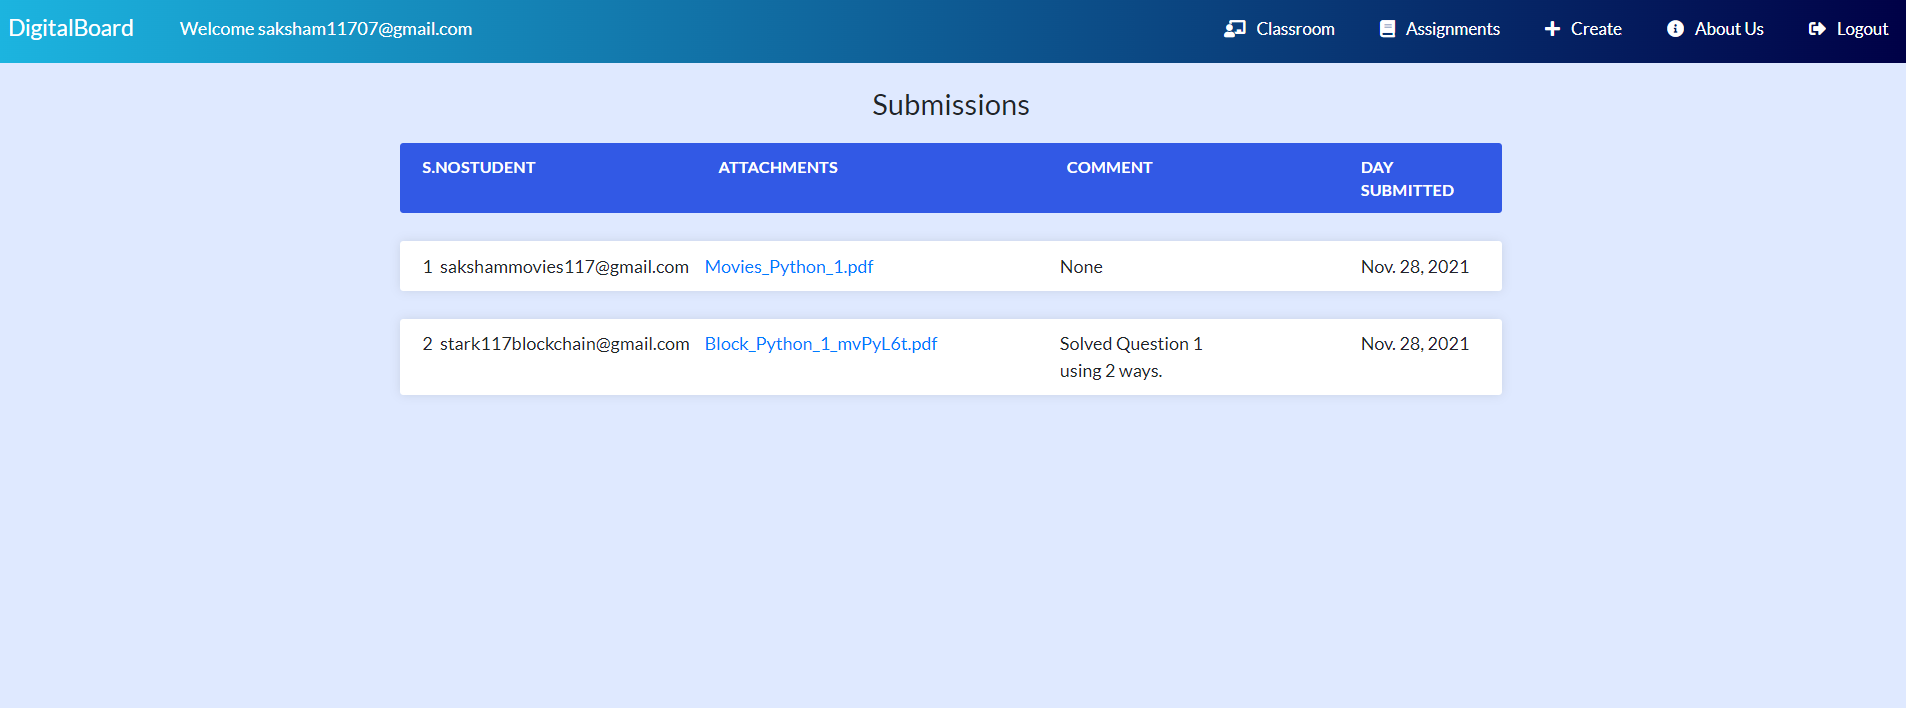 DigitalBoard Welcome saksham11707@gmail.com Classroom Assignments Create About Us Logout
Submissions
S.NOSTUDENT ATTACHMENTS COMMENT DAY
SUBMITTED
1 sakshammovies117@gmail.com Movies_Python_1.pdf None Nov. 28, 2021
2 stark117blockchain@gmail.com Block_Python_1_mvPyL6t.pdf Solved Question 1 Nov. 28, 2021
using 2 ways.